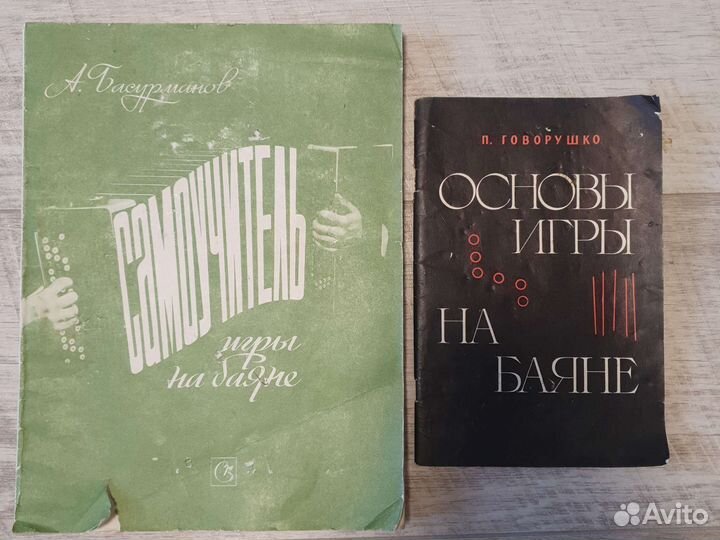 А. Басурманов
САМОУЧИТЕЛЬ
игры
на баяне
П. ГОВОРУШКО
ОСНОВЫ
ИГРЫ
НА
БАЯНЕ
Avito